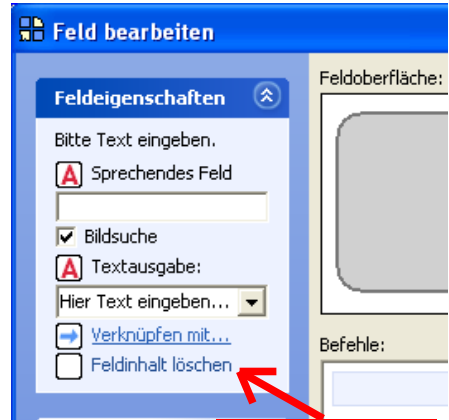 Feld bearbeiten
Feldeigenschaften
Bitte Text eingeben.
A Sprechendes Feld
Bildsuche
A Textausgabe:
Hier Text eingeben...
Verknüpfen mit...
Feldinhalt löschen
Feldoberfläche:
Befehle: